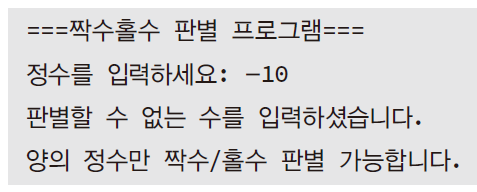 ===짝수홀수 판별 프로그램===
정수를 입력하세요: -10
판별할 수 없는 수를 입력하셨습니다.
양의 정수만 짝수/홀수 판별 가능합니다.